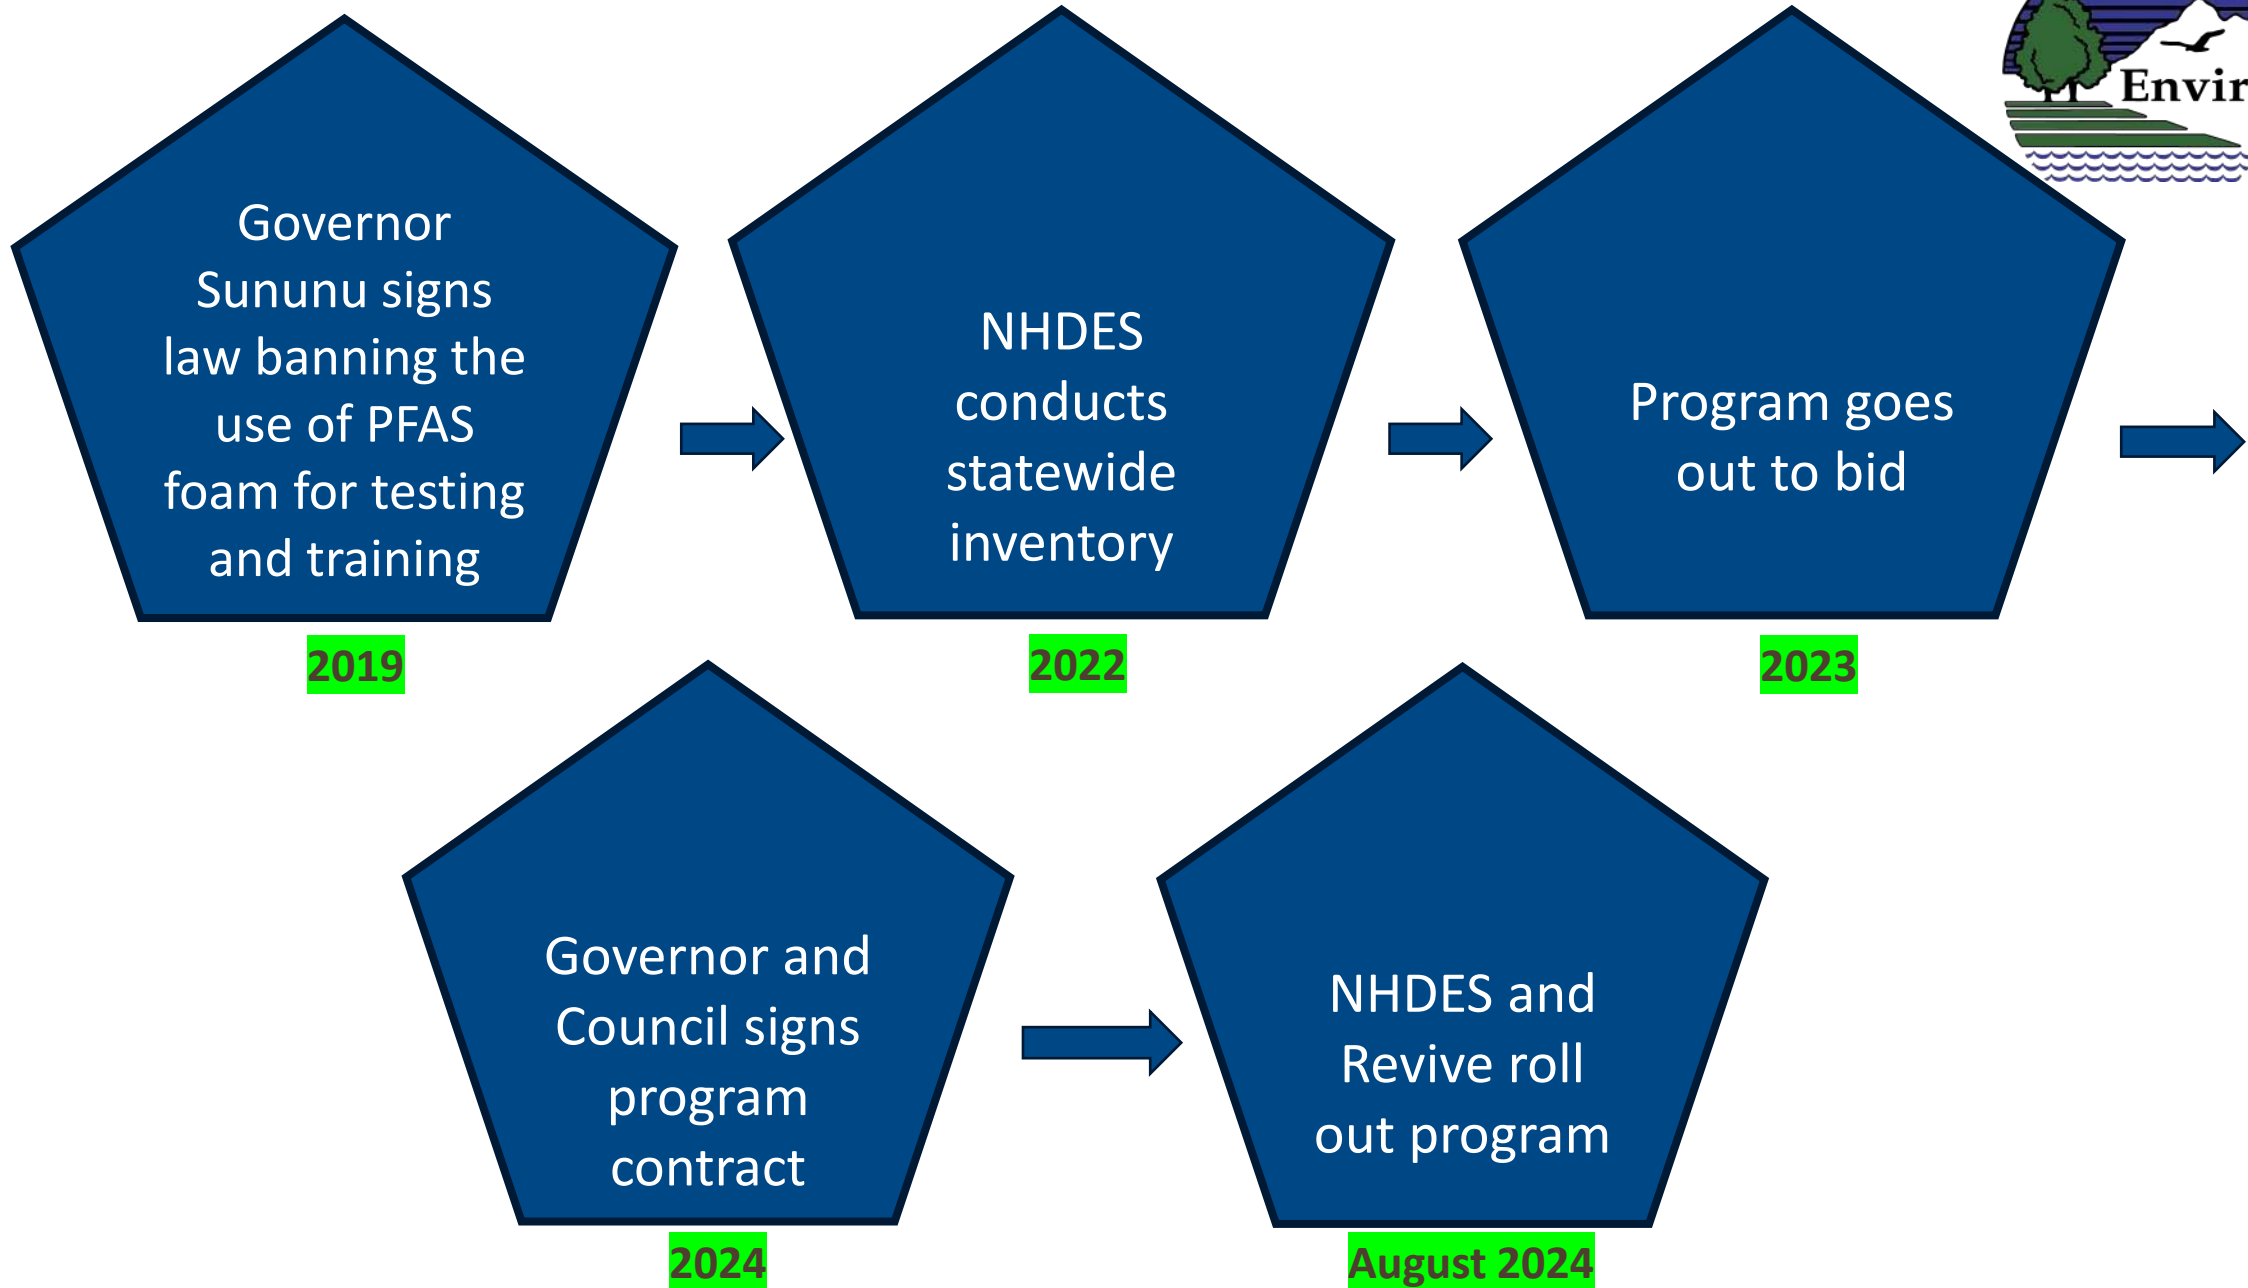 Governor
Sununu signs
law banning the
use of PFAS
foam for testing
and training
2019
NHDES
conducts
statewide
inventory
2022
Program goes
out to bid
2023
Governor and
Council signs
program
contract
2024
NHDES and
Revive roll
out program
August 2024
Envir